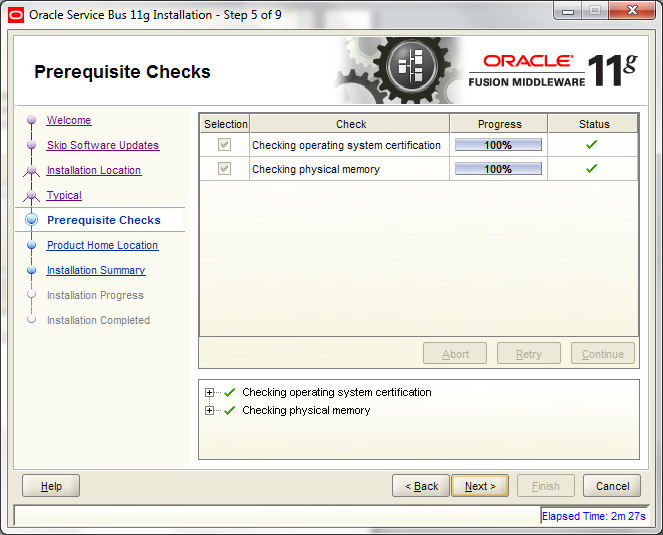 Oracle Service Bus 11g Installation - Step 5 of 9
Prerequisite Checks
ORACLE
FUSION MIDDLEWARE 11g
Welcome
Skip Software Updates
Installation Location
Typical
Prerequisite Checks
Product Home Location
Installation Summary
Installation Progress
Installation Completed
Selection Check Progress Status
Checking operating system certification 100%
Checking physical memory 100%
Abort Retry Continue
Checking operating system certification
Checking physical memory
Help < Back Next > Finish Cancel
Elapsed Time: 2m 27s